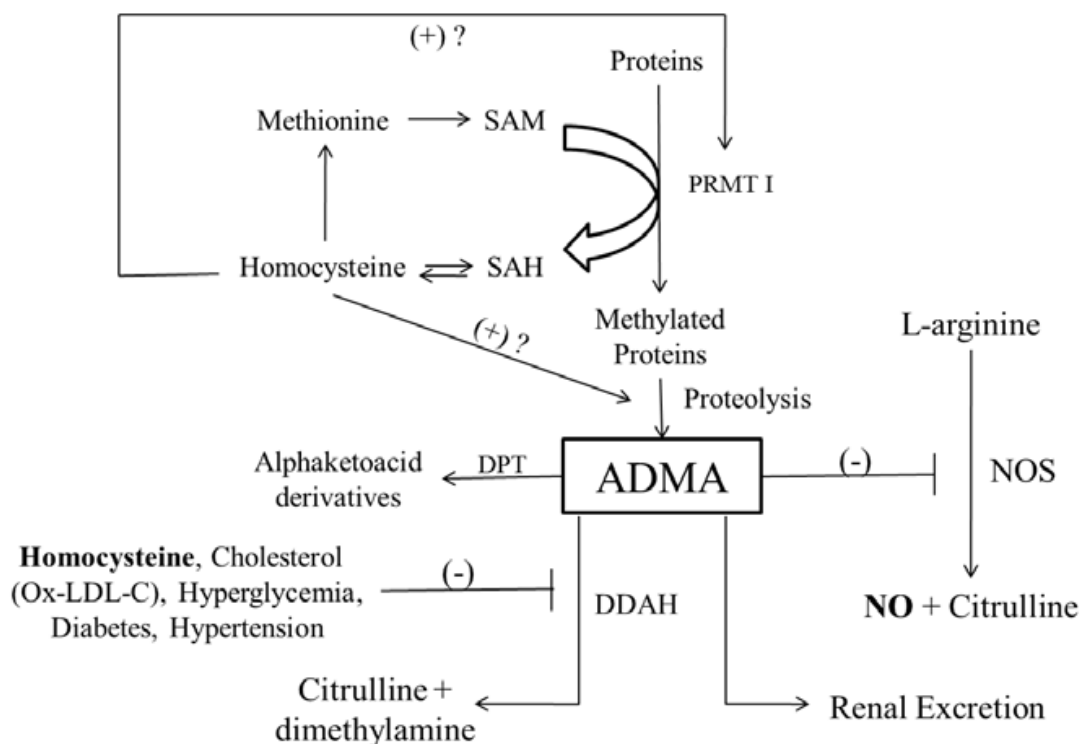 (+) ?
Proteins
Methionine
SAM
PRMT I
Homocysteine
SAH
(+) ?
Methylated
Proteins
L-arginine
Proteolysis
Alphaketoacid
derivatives
DPT
ADMA
(-)
NOS
Homocysteine, Cholesterol
(Ox-LDL-C), Hyperglycemia,
Diabetes, Hypertension
(-)
DDAH
NO + Citrulline
Citrulline +
dimethylamine
Renal Excretion